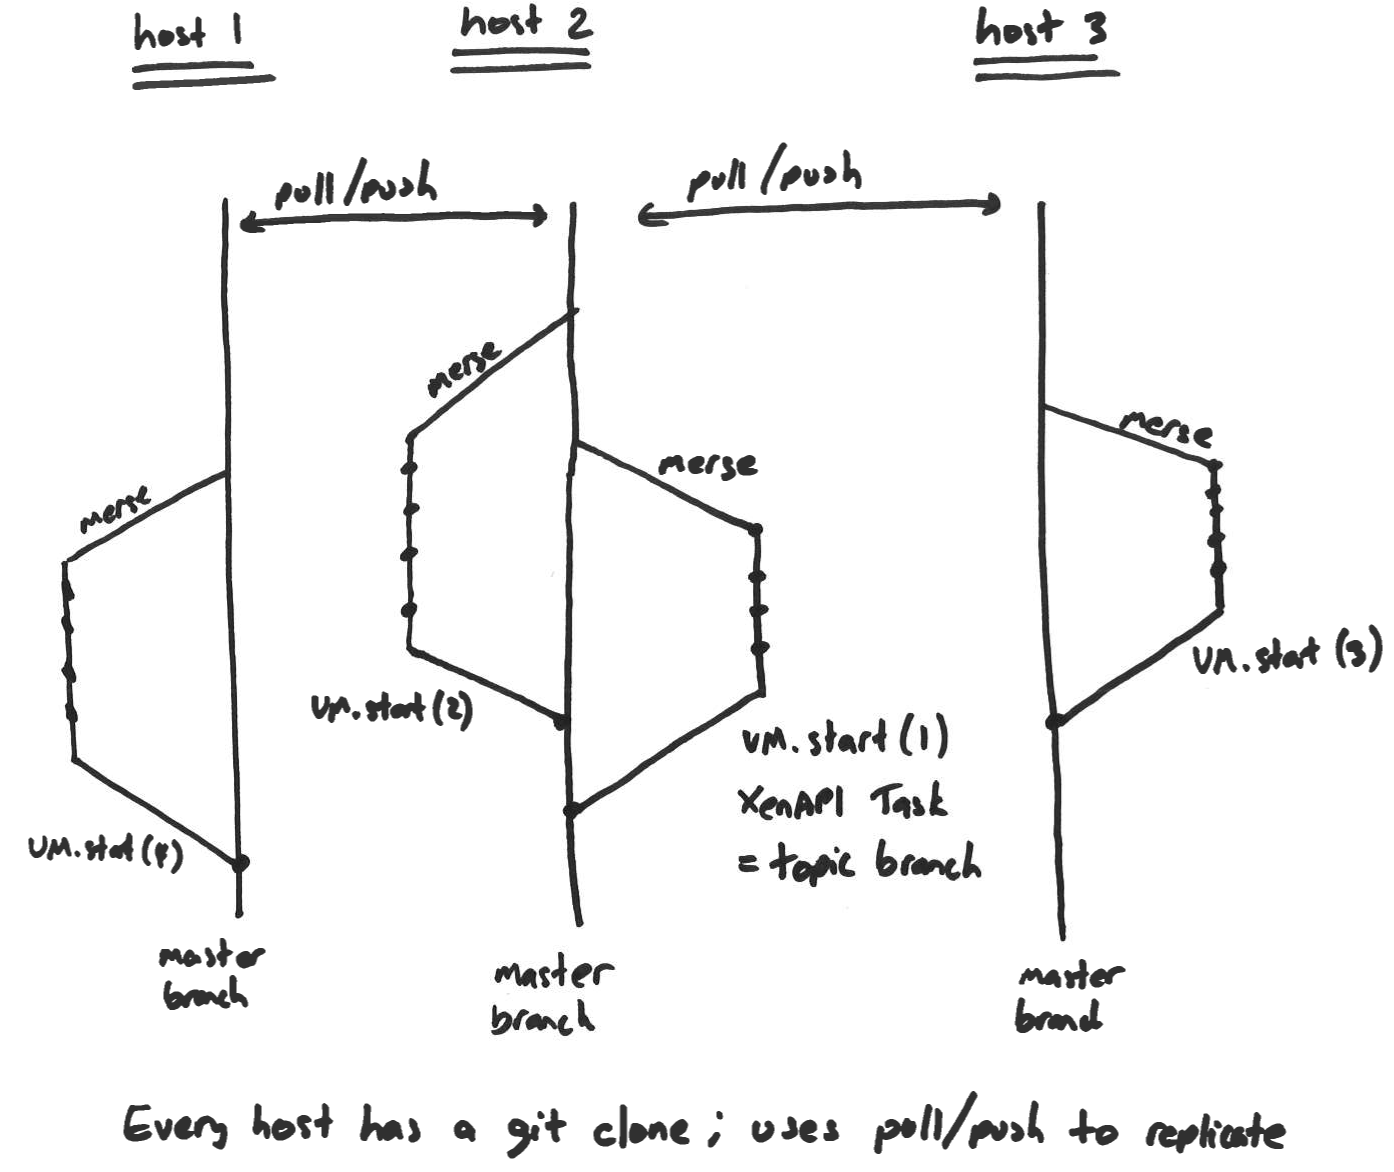 host 1
host 2
host 3
pull/push
pull/push
merge
merge
merge
merge
VM.start (3)
VM.start (2)
VM.start (1)
XenAPI Task
= topic branch
VM.stat (4)
master
branch
master
branch
master
branch
Every host has a git clone; uses pull/push to replicate